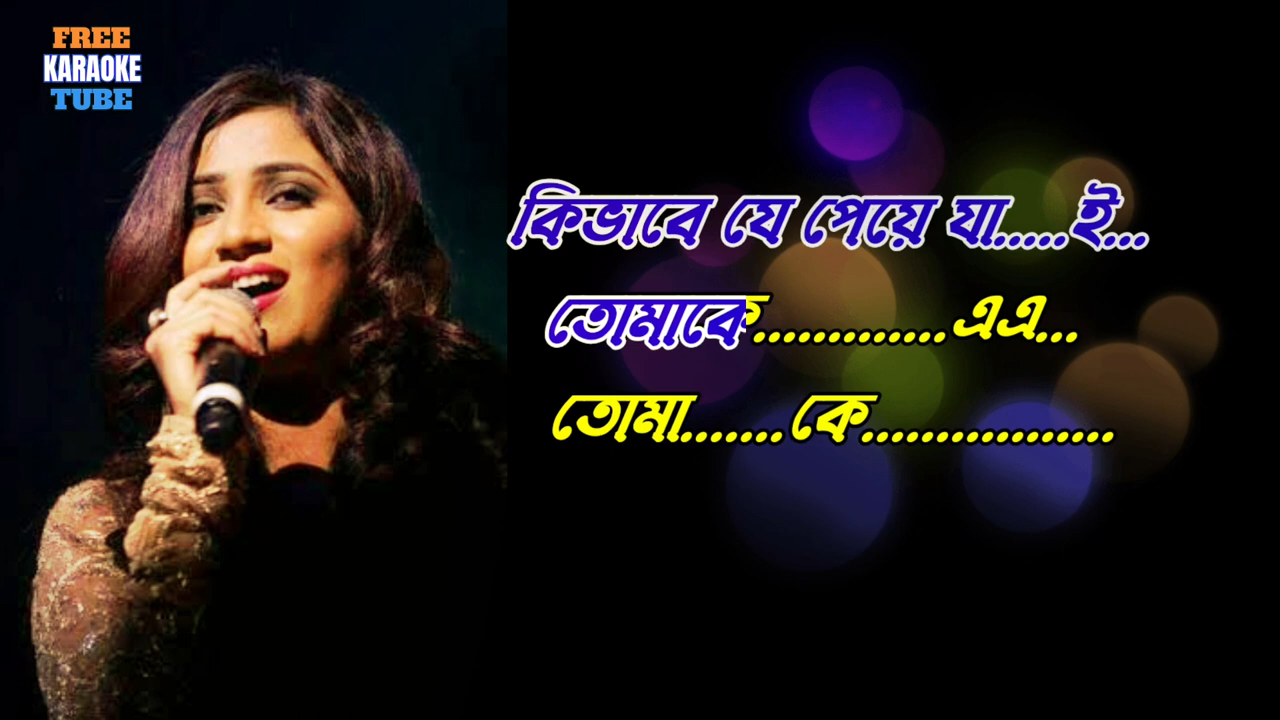 FREE
KARAOKE
TUBE
কিভাবে যে পেয়ে যা.....ই...
তোমাকে.............এএ...
তোমা.......কে.................